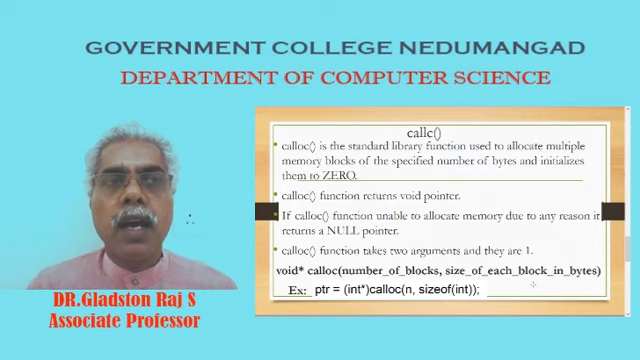 GOVERNMENT COLLEGE NEDUMANGAD
DEPARTMENT OF COMPUTER SCIENCE
callc()
• calloc() is the standard library function used to allocate multiple
memory blocks of the specified number of bytes and initializes
them to ZERO.
• calloc() function returns void pointer.
• If calloc() function unable to allocate memory due to any reason it
returns a NULL pointer.
• calloc() function takes two arguments and they are 1.
void* calloc(number_of_blocks, size_of_each_block_in_bytes)
Ex: ptr = (int*)calloc(n, sizeof(int));
DR.Gladston Raj S
Associate Professor